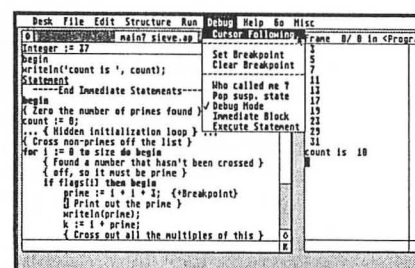 Desk File Edit Structure Run Debug Help Go Misc
main? sieve.ap
Integer := 37
begin
writeln('count is ', count);
Statement
-----End Immediate Statements----
begin
{ Zero the number of primes found }
count := 0;
... { Hidden initialization loop } ...
{ Cross non-primes off the list }
for i := 0 to size do begin
{ Found a number that hasn't been crossed }
{ off, so it must be prime }
if flags[i] then begin
prime := i + i + 3; {+Breakpoint}
{ Print out the prime }
writeln(prime);
k := i + prime;
{ Cross out all the multiples of this }
Cursor Following
Set Breakpoint
Clear Breakpoint
Who called me ?
Pop susp. state
✓ Debug Mode
Immediate Block
Execute Statement
Frame 0/ 0 in <Progr
3
5
7
11
13
17
19
23
29
31
count is 10